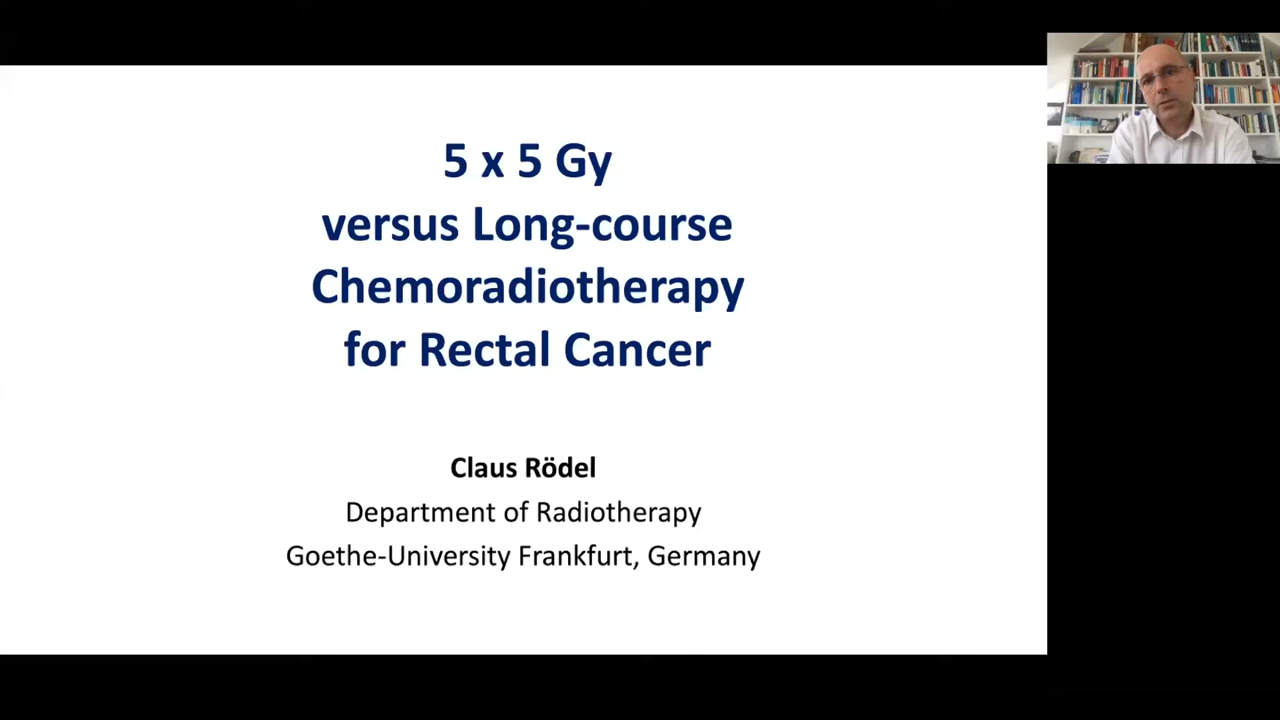 5 x 5 Gy
versus Long-course
Chemoradiotherapy
for Rectal Cancer
Claus Rödel
Department of Radiotherapy
Goethe-University Frankfurt, Germany